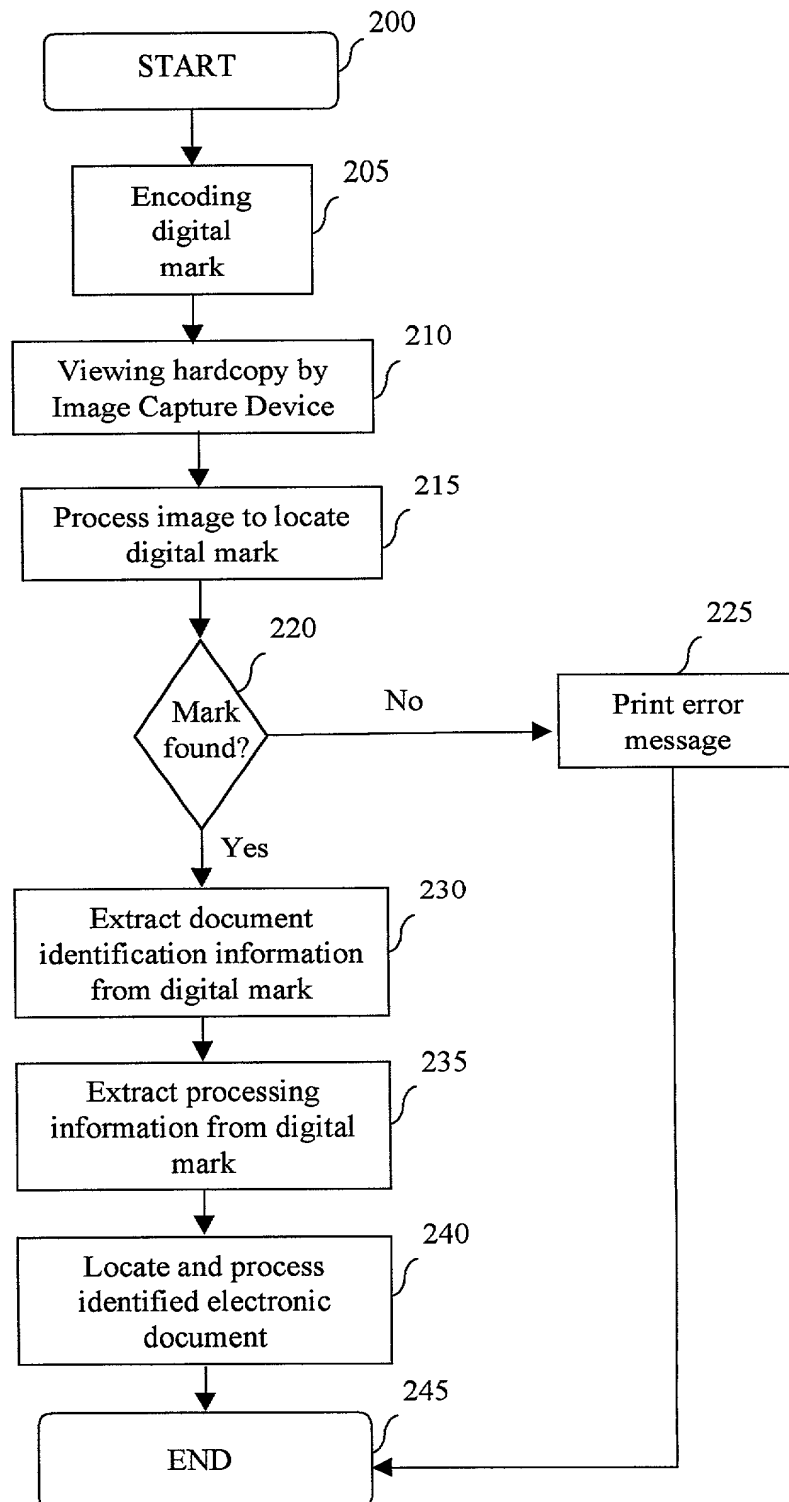 200
START
205
Encoding
digital
mark
210
Viewing hardcopy by
Image Capture Device
215
Process image to locate
digital mark
220
Mark
found?
No
225
Print error
message
Yes
230
Extract document
identification information
from digital mark
235
Extract processing
information from digital
mark
240
Locate and process
identified electronic
document
245
END